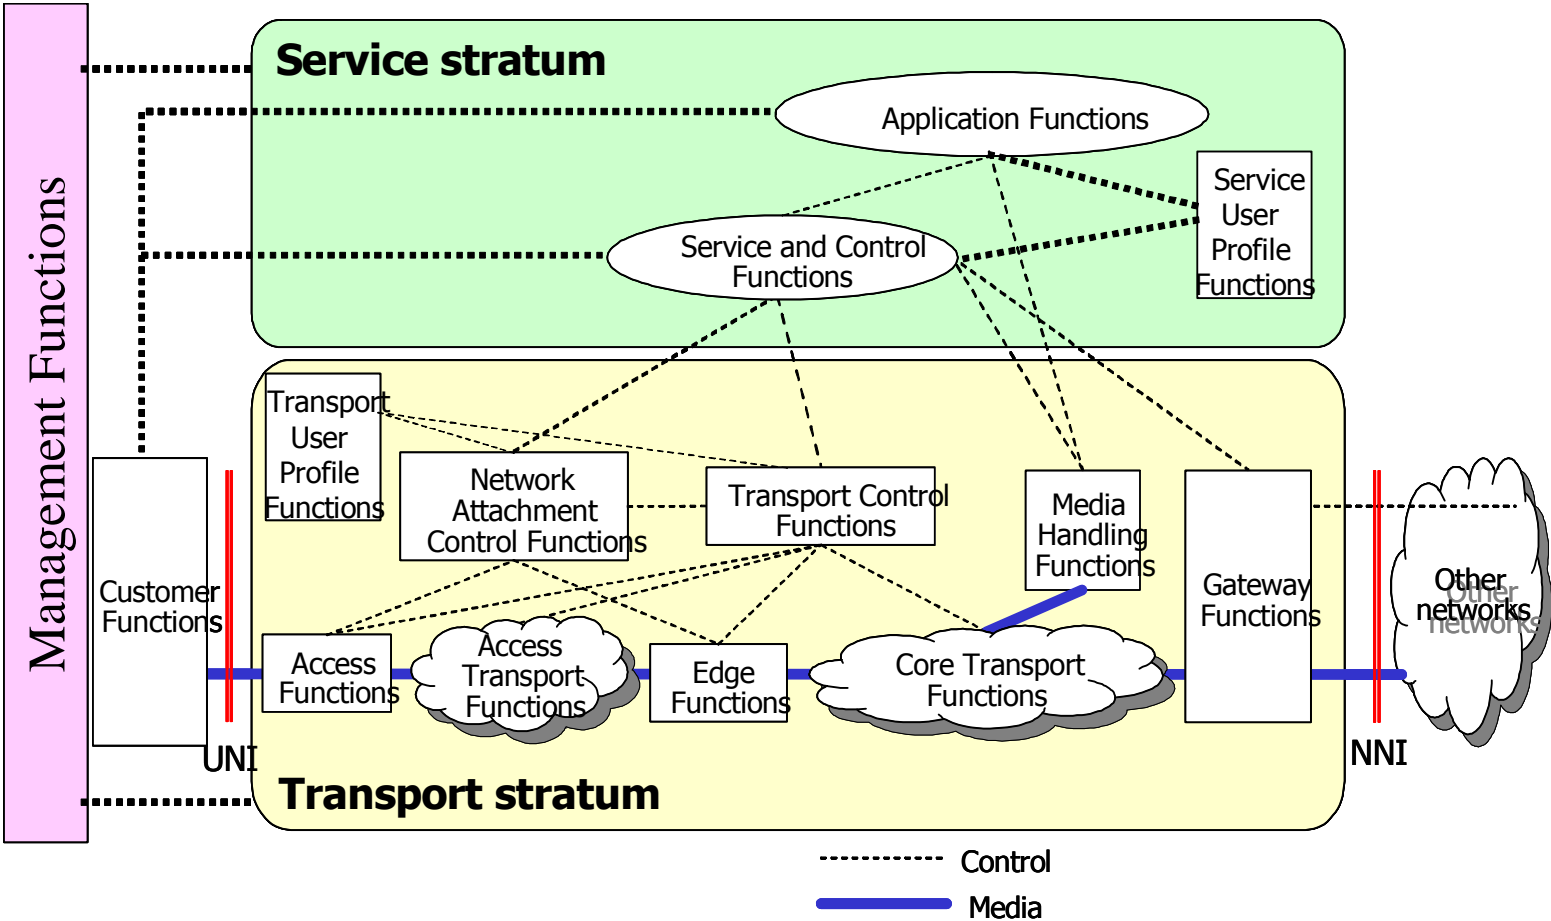 Management Functions
Service stratum
Application Functions
Service
User
Profile
Functions
Service and Control
Functions
Transport
User
Profile
Functions
Network
Attachment
Control Functions
Transport Control
Functions
Media
Handling
Functions
Gateway
Functions
Customer
Functions
Other
networks
Other
networks
Access
Functions
Access
Transport
Functions
Edge
Functions
Core Transport
Functions
UNI
NNI
Transport stratum
Control
Media